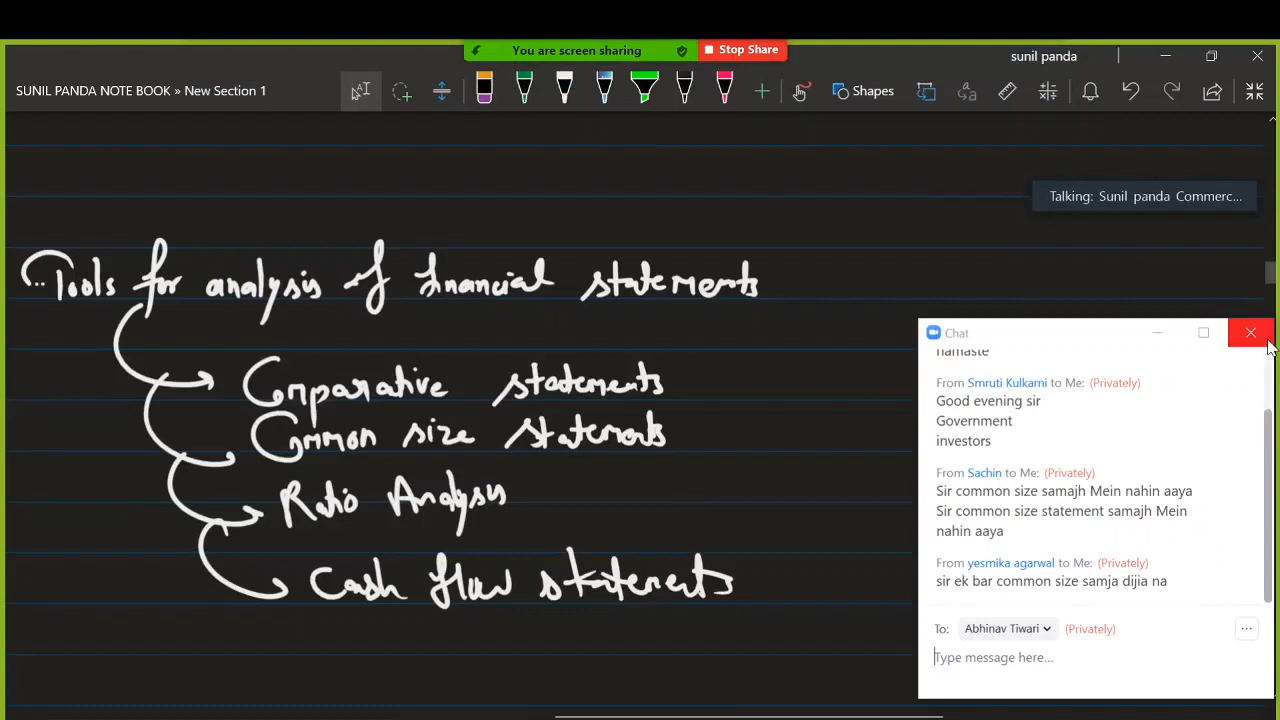 You are screen sharing
Stop Share
sunil panda
SUNIL PANDA NOTE BOOK » New Section 1
Shapes
Talking: Sunil panda Commerc...
Tools for analysis of financial statements
Comparative statements
Common size statements
Ratio Analysis
Cash flow statements
Chat
namaste
From Smruti Kulkarni to Me: (Privately)
Good evening sir
Government
investors
From Sachin to Me: (Privately)
Sir common size samajh Mein nahin aaya
Sir common size statement samajh Mein
nahin aaya
From yesmika agarwal to Me: (Privately)
sir ek bar common size samja dijia na
To: Abhinav Tiwari (Privately)
Type message here...